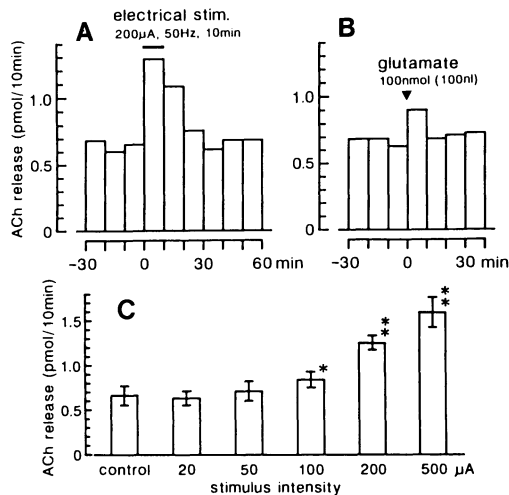 A
electrical stim.
200μA, 50Hz, 10min
ACh release (pmol/10min)
1.0
0.5
0
-30 0 30 60 min
B
glutamate
100nmol (100nl)
1.0
0.5
0
-30 0 30 min
C
ACh release (pmol/10min)
1.5
1.0
0.5
0
*
**
**
control 20 50 100 200 500 μA
stimulus intensity